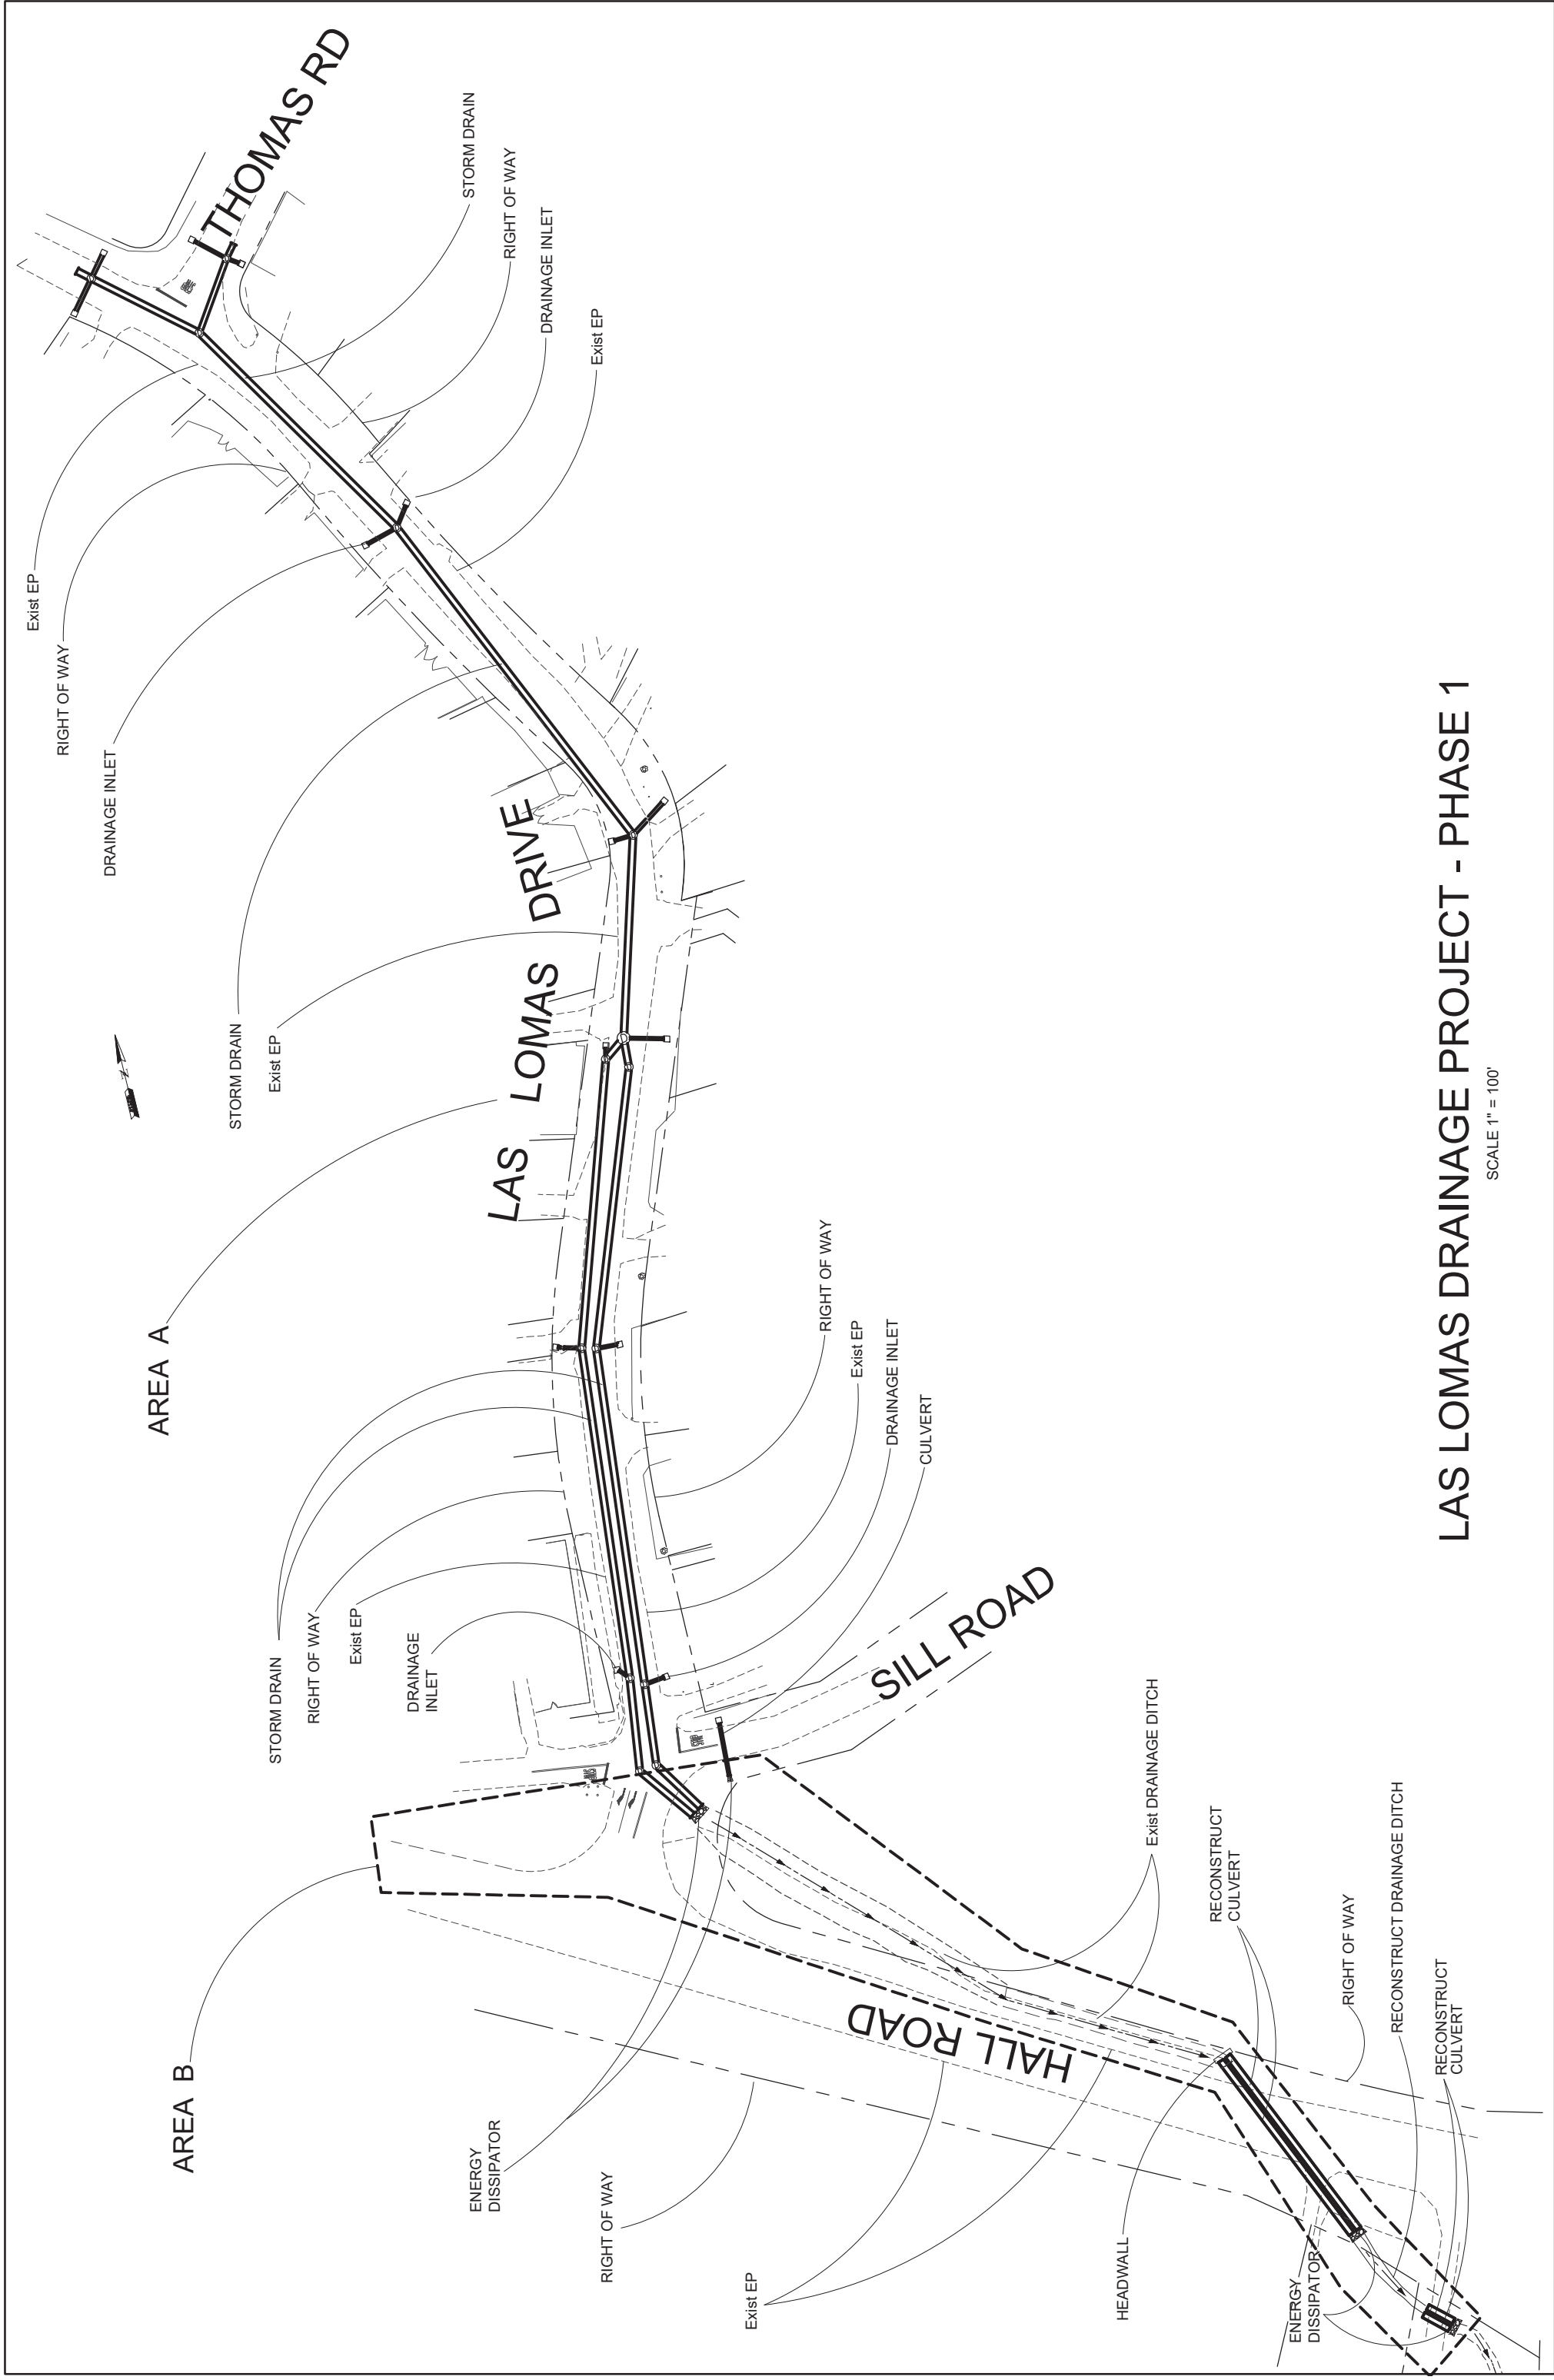 THOMAS RD
STORM DRAIN
RIGHT OF WAY
DRAINAGE INLET
Exist EP
Exist EP
RIGHT OF WAY
DRAINAGE INLET
STORM DRAIN
Exist EP
LAS LOMAS DRIVE
AREA A
RIGHT OF WAY
Exist EP
DRAINAGE INLET
CULVERT
STORM DRAIN
RIGHT OF WAY
Exist EP
DRAINAGE
INLET
SILL ROAD
AREA B
ENERGY
DISSIPATOR
RIGHT OF WAY
Exist EP
HALL ROAD
Exist DRAINAGE DITCH
RECONSTRUCT
CULVERT
RIGHT OF WAY
RECONSTRUCT DRAINAGE DITCH
RECONSTRUCT
CULVERT
HEADWALL
ENERGY
DISSIPATOR
LAS LOMAS DRAINAGE PROJECT - PHASE 1
SCALE 1" = 100'